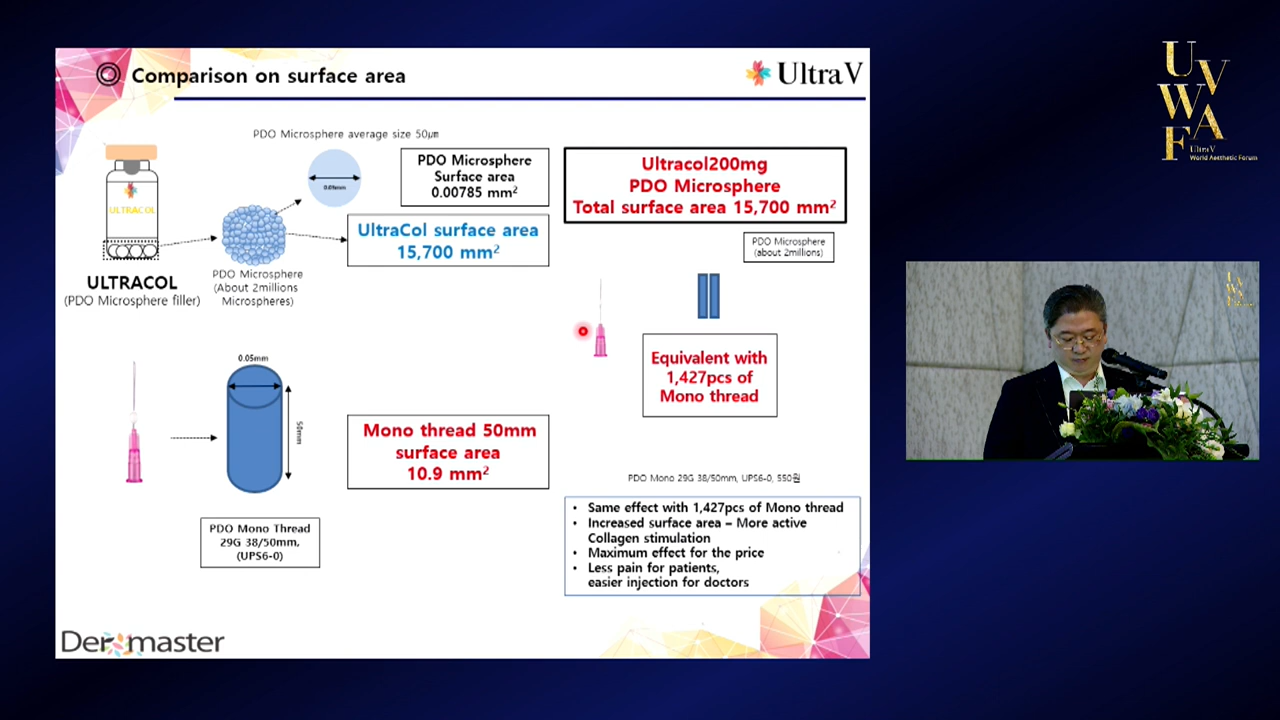 Comparison on surface area
UltraV
PDO Microsphere average size 50μm
0.05mm
PDO Microsphere
Surface area
0.00785 mm²
UltraCol surface area
15,700 mm²
ULTRACOL
ULTRACOL
(PDO Microsphere filler)
PDO Microsphere
(About 2millions
Microspheres)
0.05mm
50mm
PDO Mono Thread
29G 38/50mm,
(UPS6-0)
Mono thread 50mm
surface area
10.9 mm²
Ultracol200mg
PDO Microsphere
Total surface area 15,700 mm²
PDO Microsphere
(about 2millions)
Equivalent with
1,427pcs of
Mono thread
PDO Mono 29G 38/50mm, UPS6-0, 550원
• Same effect with 1,427pcs of Mono thread
• Increased surface area – More active
Collagen stimulation
• Maximum effect for the price
• Less pain for patients,
easier injection for doctors
Dermaster
UV
WA
F
UltraV
World Aesthetic Forum